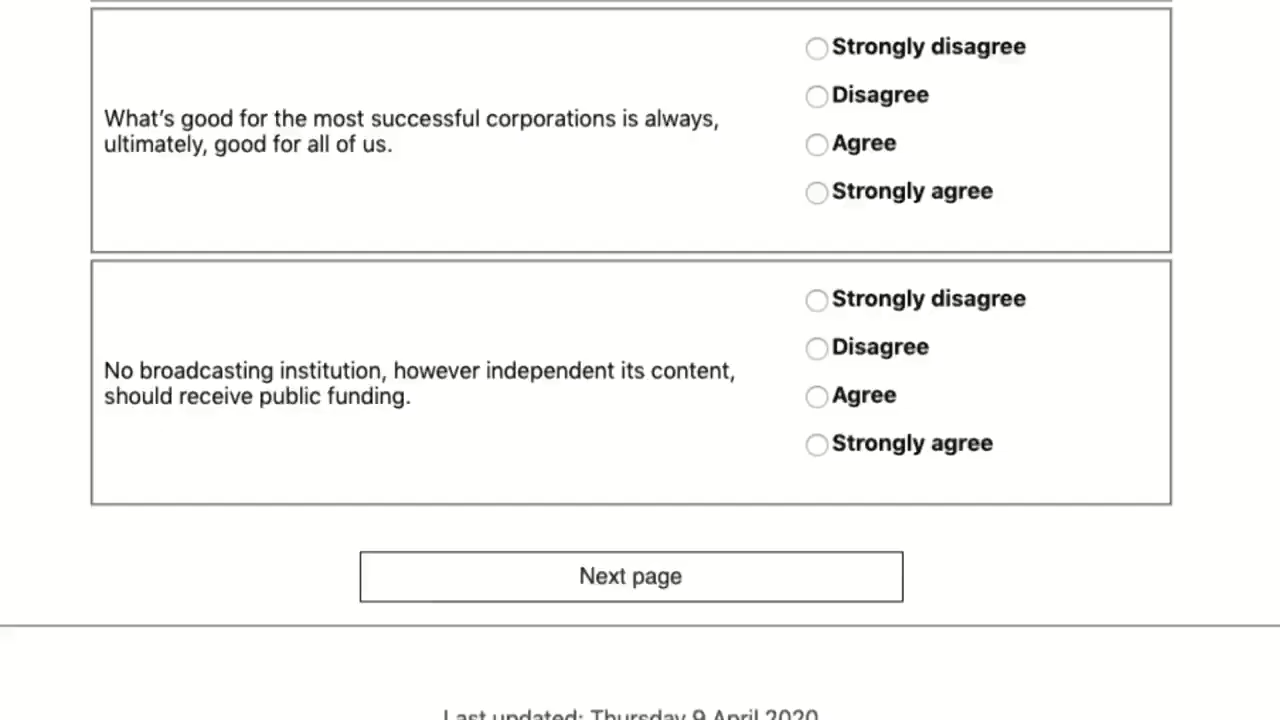 Strongly disagree
Disagree
What’s good for the most successful corporations is always,
ultimately, good for all of us.
Agree
Strongly agree
Strongly disagree
Disagree
No broadcasting institution, however independent its content,
should receive public funding.
Agree
Strongly agree
Next page
Last updated: Thursday 9 April 2020